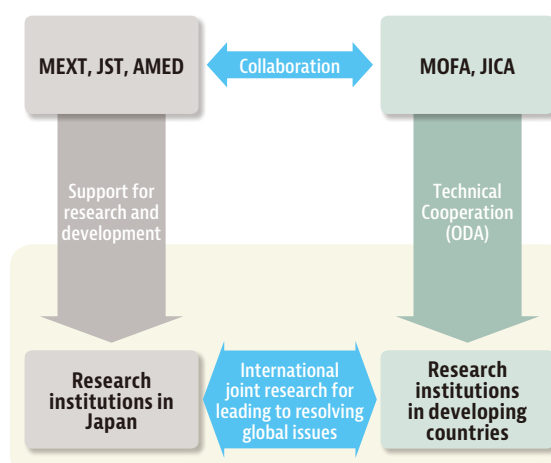 MEXT, JST, AMED
Collaboration
MOFA, JICA
Support for
research and
development
Technical
Cooperation
(ODA)
Research
institutions in
Japan
International
joint research for
leading to resolving
global issues
Research
institutions
in developing
countries